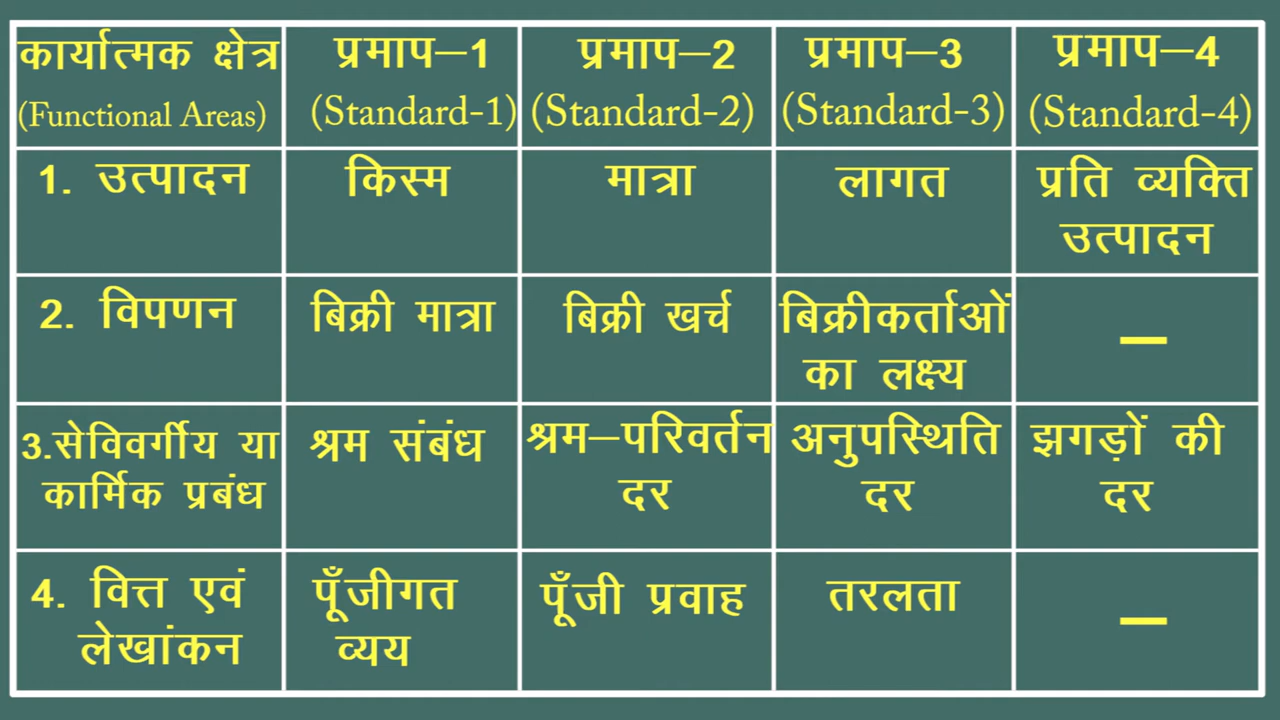 कार्यात्मक क्षेत्र प्रमाप–1 प्रमाप–2 प्रमाप–3 प्रमाप–4
(Functional Areas) (Standard-1) (Standard-2) (Standard-3) (Standard-4)
1. उत्पादन किस्म मात्रा लागत प्रति व्यक्ति
उत्पादन
2. विपणन बिक्री मात्रा बिक्री खर्च बिक्रीकर्ताओं —
का लक्ष्य
3.सेविवर्गीय या श्रम संबंध श्रम–परिवर्तन अनुपस्थिति झगड़ों की
कार्मिक प्रबंध दर दर दर
4. वित्त एवं पूँजीगत पूँजी प्रवाह तरलता —
लेखांकन व्यय